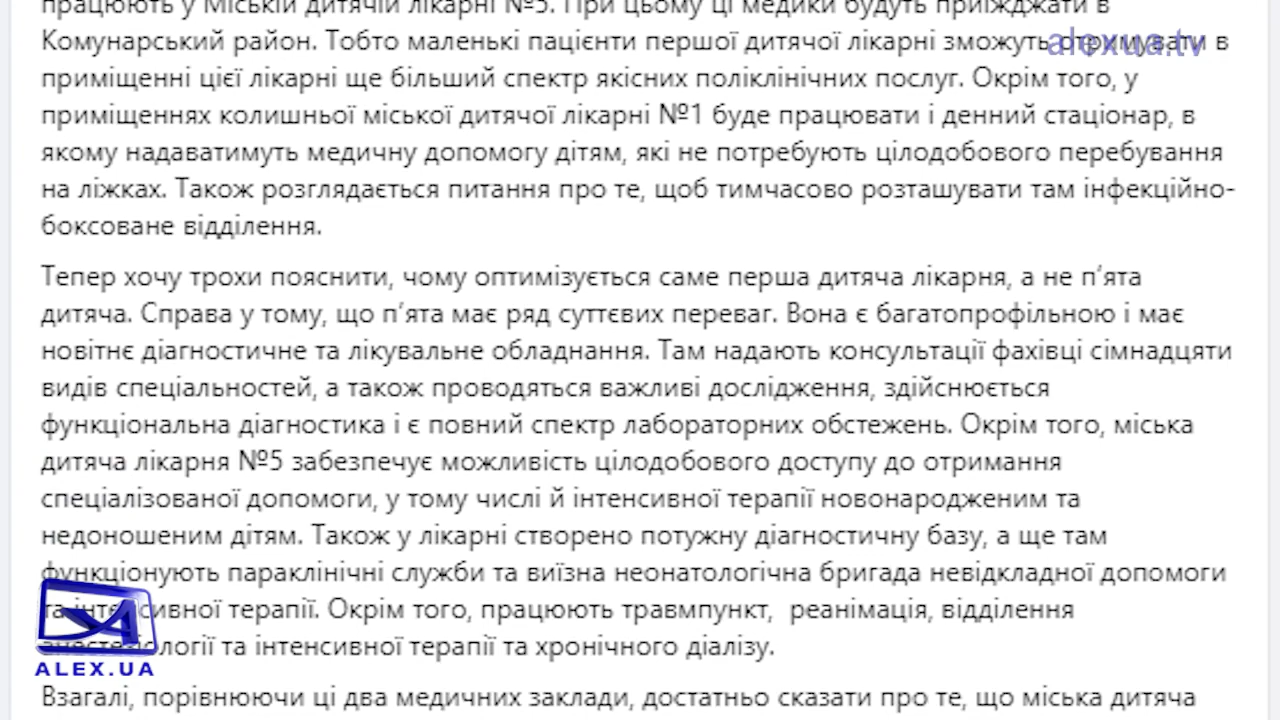 працюють у Міській дитячій лікарні №5. При цьому ці медики будуть приїжджати в
Комунарський район. Тобто маленькі пацієнти першої дитячої лікарні зможуть отримувати в
alexua.tv
приміщенні цієї лікарні ще більший спектр якісних поліклінічних послуг. Окрім того, у
приміщеннях колишньої міської дитячої лікарні №1 буде працювати і денний стаціонар, в
якому надаватимуть медичну допомогу дітям, які не потребують цілодобового перебування
на ліжках. Також розглядається питання про те, щоб тимчасово розташувати там інфекційно-
боксоване відділення.
Тепер хочу трохи пояснити, чому оптимізується саме перша дитяча лікарня, а не п’ята
дитяча. Справа у тому, що п’ята має ряд суттєвих переваг. Вона є багатопрофільною і має
новітнє діагностичне та лікувальне обладнання. Там надають консультації фахівці сімнадцяти
видів спеціальностей, а також проводяться важливі дослідження, здійснюється
функціональна діагностика і є повний спектр лабораторних обстежень. Окрім того, міська
дитяча лікарня №5 забезпечує можливість цілодобового доступу до отримання
спеціалізованої допомоги, у тому числі й інтенсивної терапії новонародженим та
недоношеним дітям. Також у лікарні створено потужну діагностичну базу, а ще там
функціонують параклінічні служби та виїзна неонатологічна бригада невідкладної допомоги
та інтенсивної терапії. Окрім того, працюють травмпункт, реанімація, відділення
анестезіології та інтенсивної терапії та хронічного діалізу.
ALEX.UA
Взагалі, порівнюючи ці два медичних заклади, достатньо сказати про те, що міська дитяча